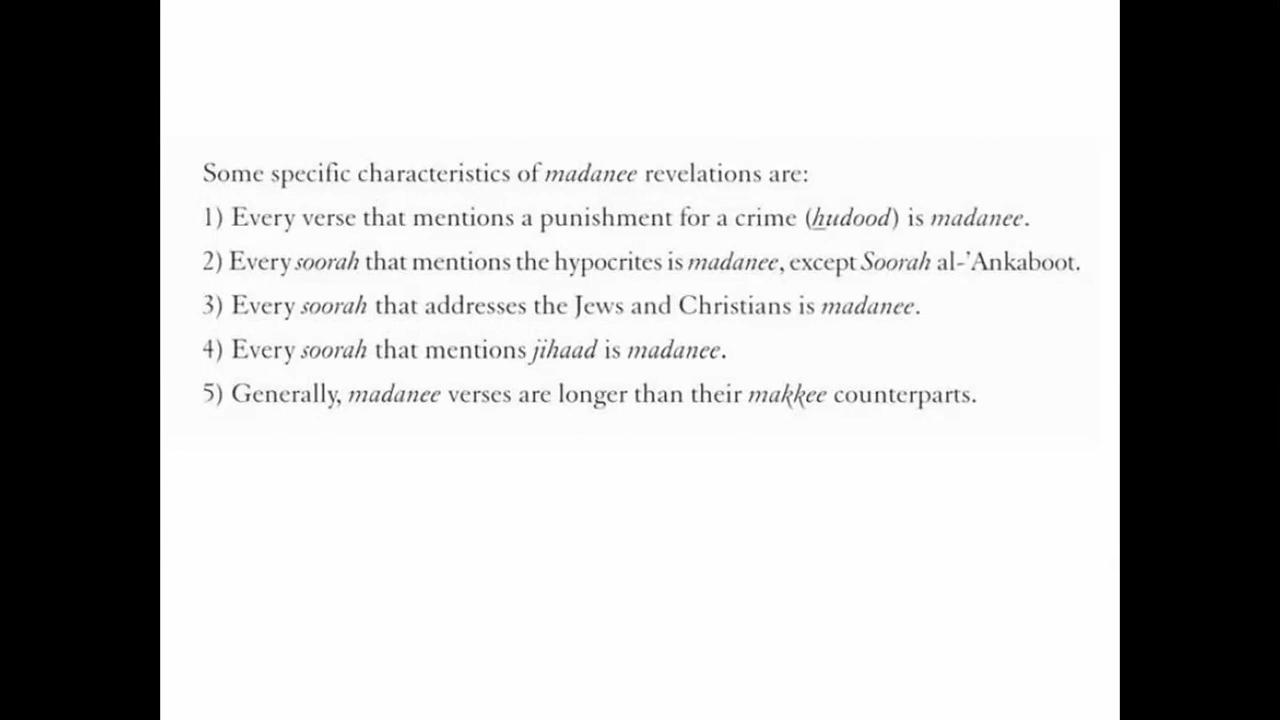 Some specific characteristics of madanee revelations are:
1) Every verse that mentions a punishment for a crime (hudood) is madanee.
2) Every soorah that mentions the hypocrites is madanee, except Soorah al-’Ankaboot.
3) Every soorah that addresses the Jews and Christians is madanee.
4) Every soorah that mentions jihaad is madanee.
5) Generally, madanee verses are longer than their makkee counterparts.